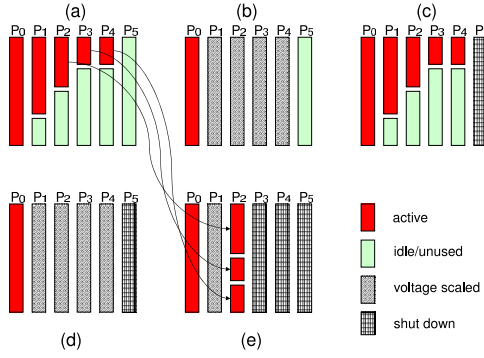 (a) (b) (c)
P0 P1 P2 P3 P4 P5
P0 P1 P2 P3 P4 P5
P0 P1 P2 P3 P4 P
P0 P1 P2 P3 P4 P5
P0 P1 P2 P3 P4 P5
active
idle/unused
voltage scaled
shut down
(d) (e)